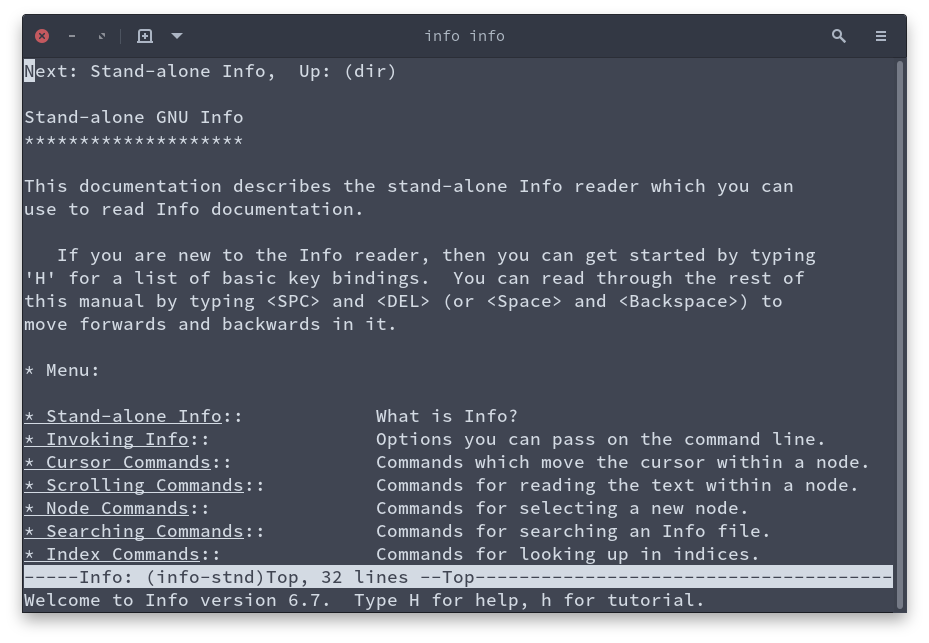 info info
Next: Stand-alone Info,  Up: (dir)
Stand-alone GNU Info
********************
This documentation describes the stand-alone Info reader which you can
use to read Info documentation.
   If you are new to the Info reader, then you can get started by typing
'H' for a list of basic key bindings.  You can read through the rest of
this manual by typing <SPC> and <DEL> (or <Space> and <Backspace>) to
move forwards and backwards in it.
* Menu:
* Stand-alone Info::            What is Info?
* Invoking Info::               Options you can pass on the command line.
* Cursor Commands::             Commands which move the cursor within a node.
* Scrolling Commands::          Commands for reading the text within a node.
* Node Commands::               Commands for selecting a new node.
* Searching Commands::          Commands for searching an Info file.
* Index Commands::              Commands for looking up in indices.
-----Info: (info-stnd)Top, 32 lines --Top--------------------------------------
Welcome to Info version 6.7.  Type H for help, h for tutorial.